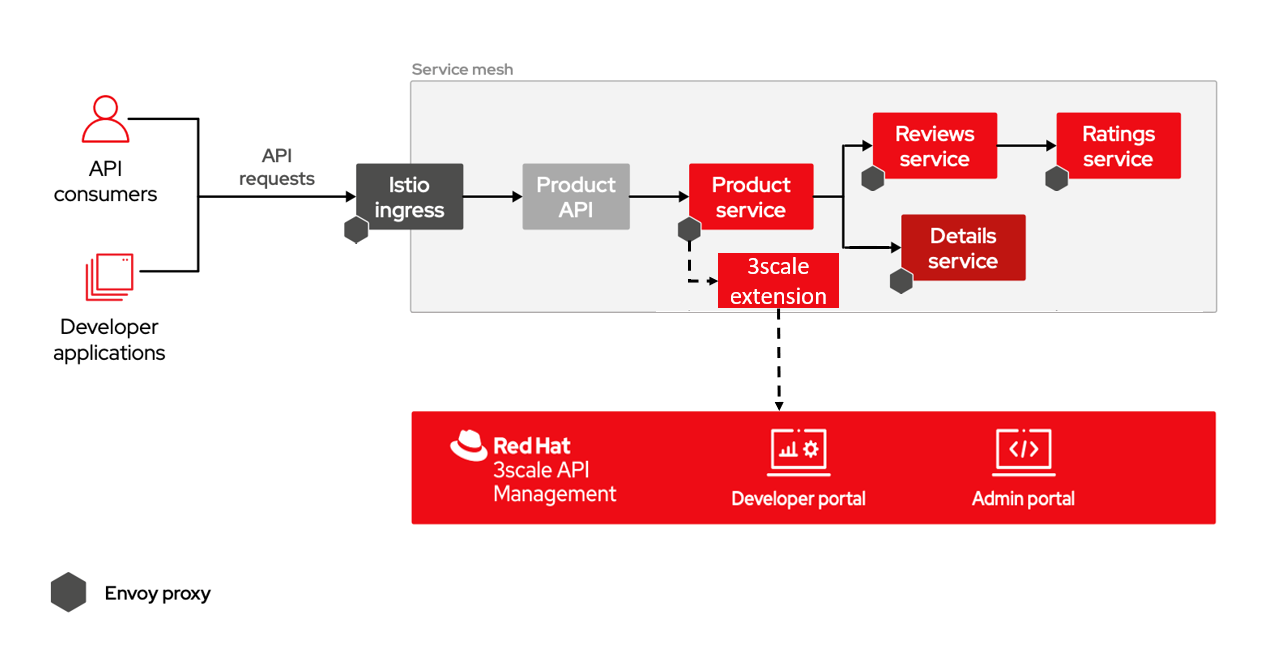 Service mesh
API
consumers
API
requests
Istio
ingress
Product
API
Product
service
Reviews
service
Ratings
service
Details
service
3scale
extension
Developer
applications
Red Hat
3scale API
Management
Developer portal
Admin portal
Envoy proxy